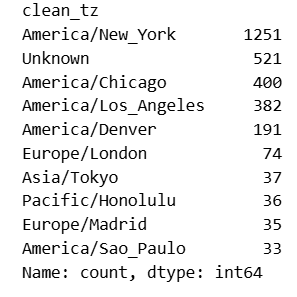 clean_tz
America/New_York 1251
Unknown 521
America/Chicago 400
America/Los_Angeles 382
America/Denver 191
Europe/London 74
Asia/Tokyo 37
Pacific/Honolulu 36
Europe/Madrid 35
America/Sao_Paulo 33
Name: count, dtype: int64